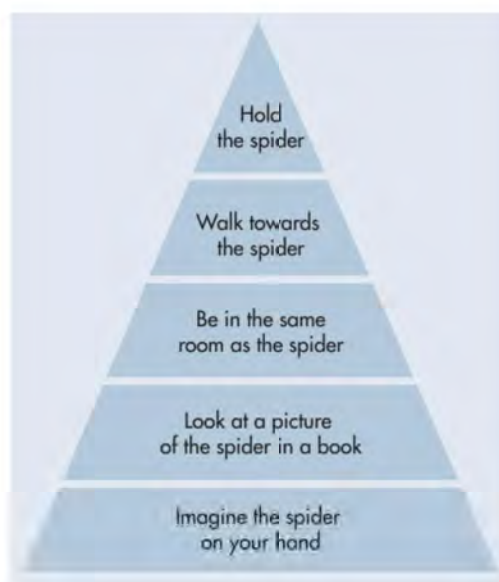 Hold
the spider
Walk towards
the spider
Be in the same
room as the spider
Look at a picture
of the spider in a book
Imagine the spider
on your hand